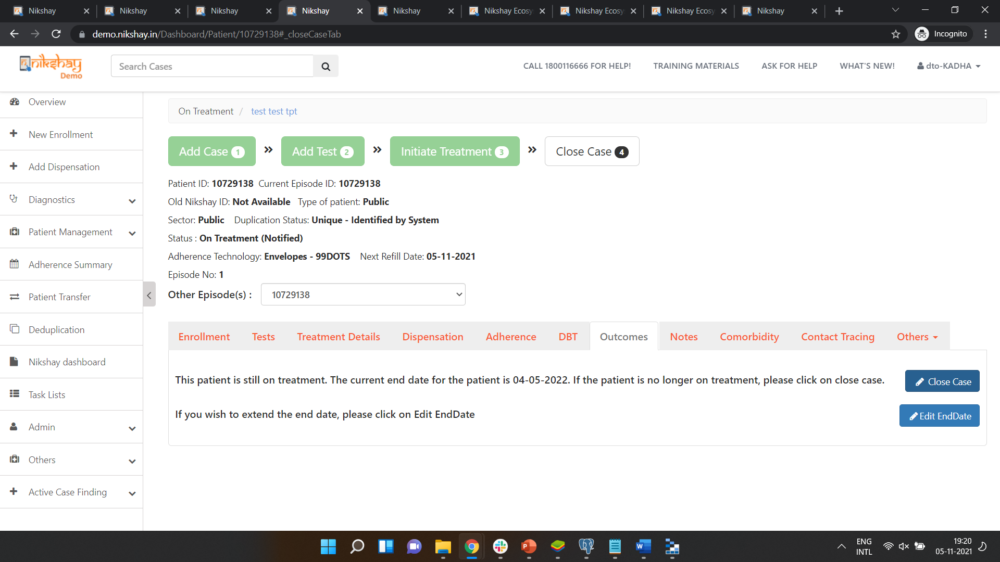 Nikshay
Nikshay
Nikshay
Nikshay
Nikshay
Nikshay Ecosy
Nikshay Ecosy
Nikshay Ecosy
Nikshay
demo.nikshay.in/Dashboard/Patient/10729138#_closeCaseTab
Incognito
nikshay
Demo
Search Cases
CALL 1800116666 FOR HELP!
TRAINING MATERIALS
ASK FOR HELP
WHAT'S NEW!
dto-KADHA
Overview
New Enrollment
Add Dispensation
Diagnostics
Patient Management
Adherence Summary
Patient Transfer
Deduplication
Nikshay dashboard
Task Lists
Admin
Others
Active Case Finding
On Treatment / test test tpt
Add Case 1 » Add Test 2 » Initiate Treatment 3 » Close Case 4
Patient ID: 10729138 Current Episode ID: 10729138
Old Nikshay ID: Not Available Type of patient: Public
Sector: Public Duplication Status: Unique - Identified by System
Status : On Treatment (Notified)
Adherence Technology: Envelopes - 99DOTS Next Refill Date: 05-11-2021
Episode No: 1
Other Episode(s) : 10729138
Enrollment Tests Treatment Details Dispensation Adherence DBT Outcomes Notes Comorbidity Contact Tracing Others
This patient is still on treatment. The current end date for the patient is 04-05-2022. If the patient is no longer on treatment, please click on close case.
Close Case
If you wish to extend the end date, please click on Edit EndDate
Edit EndDate
ENG
INTL
19:20
05-11-2021